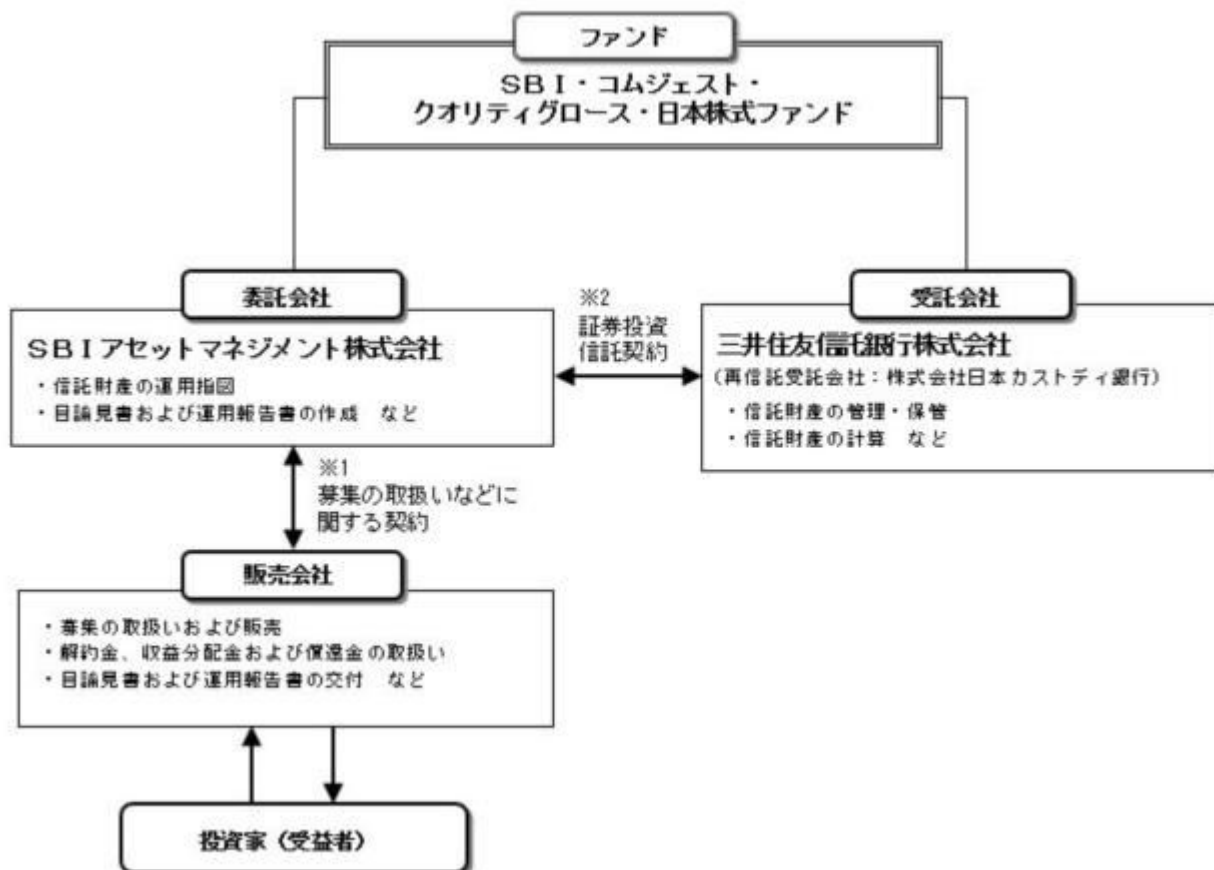 ファンド
SBI・コムジェスト・
クオリティグロース・日本株式ファンド
委託会社
SBIアセットマネジメント株式会社
・信託財産の運用指図
・目論見書および運用報告書の作成 など
※2
証券投資
信託契約
受託会社
三井住友信託銀行株式会社
(再信託受託会社:株式会社日本カストディ銀行)
・信託財産の管理・保管
・信託財産の計算 など
※1
募集の取扱いなどに
関する契約
販売会社
・募集の取扱いおよび販売
・解約金、収益分配金および償還金の取扱い
・目論見書および運用報告書の交付 など
投資家(受益者)